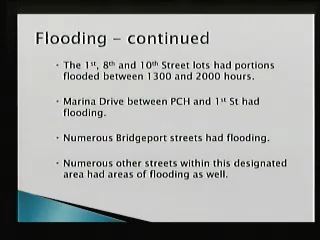 Flooding – continued
• The 1st, 8th and 10th Street lots had portions
flooded between 1300 and 2000 hours.
• Marina Drive between PCH and 1st St had
flooding.
• Numerous Bridgeport streets had flooding.
• Numerous other streets within this designated
area had areas of flooding as well.